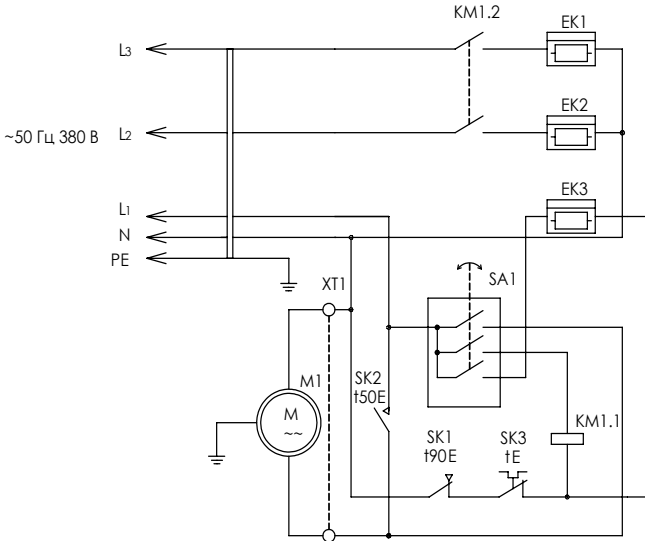 KM1.2
EK1
L3
EK2
~50 Гц 380 В L2
EK3
L1
N
PE
XT1
SA1
M1
SK2
t50E
M
~~
SK1
t90E
SK3
tE
KM1.1